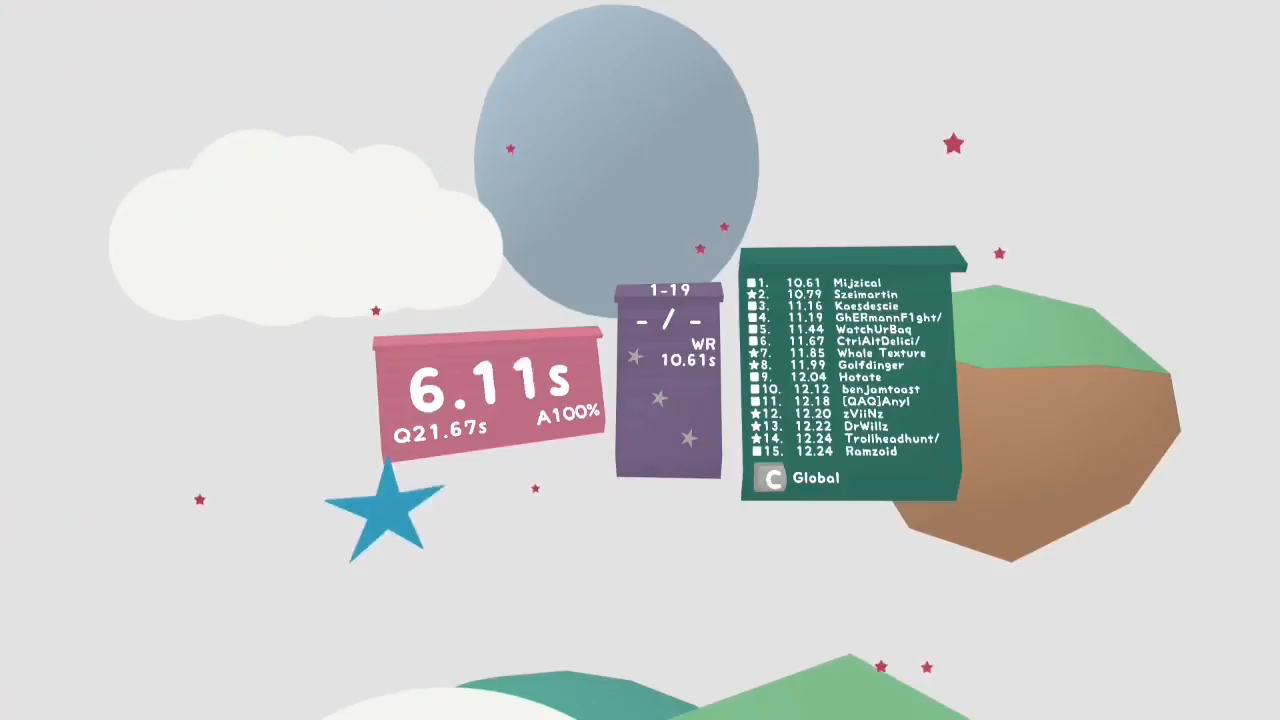 6.11s
Q21.67s
A100%
1-19
- / -
WR
10.61s
1. 10.61 Mijzical
2. 10.79 Szeimartin
3. 11.16 Kaesdescie
4. 11.19 GhERmannF1ght/
5. 11.44 WatchUrBaq
6. 11.67 CtrlAltDelici/
7. 11.85 Whale Texture
8. 11.99 Golfdinger
9. 12.04 Hotate
10. 12.12 benjamtoast
11. 12.18 [QAQ]Anyl
12. 12.20 zViiNz
13. 12.22 DrWillz
14. 12.24 Trollheadhunt/
15. 12.24 Ramzoid
C Global